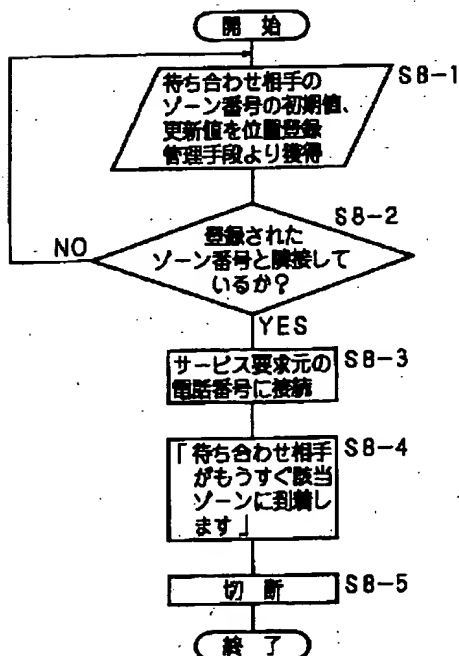 開 始
待ち合わせ相手の
ゾーン番号の初期値、
更新値を位置登録
管理手段より獲得
S8-1
S8-2
登録された
ゾーン番号と隣接して
いるか?
NO
YES
サービス要求元の
電話番号に接続
S8-3
「待ち合わせ相手
がもうすぐ該当
ゾーンに到着し
ます」
S8-4
切 断
S8-5
終 了